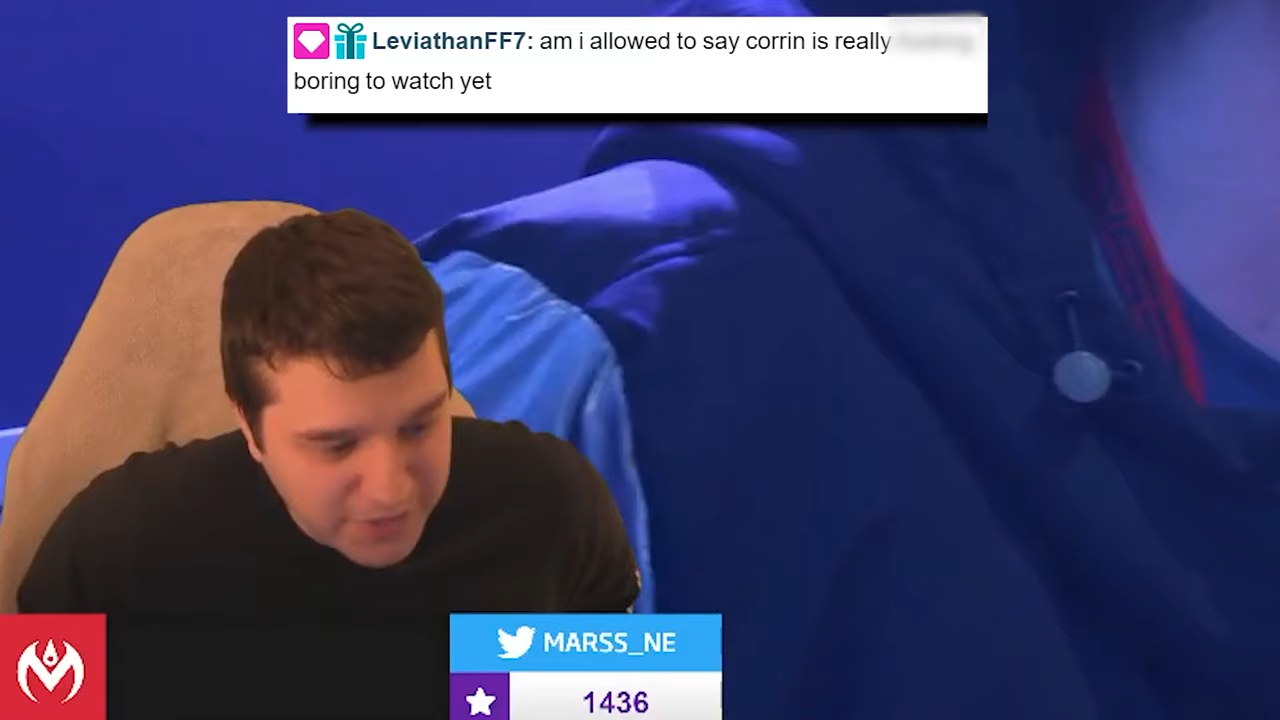 LeviathanFF7: am i allowed to say corrin is really
boring to watch yet
MARSS_NE
1436